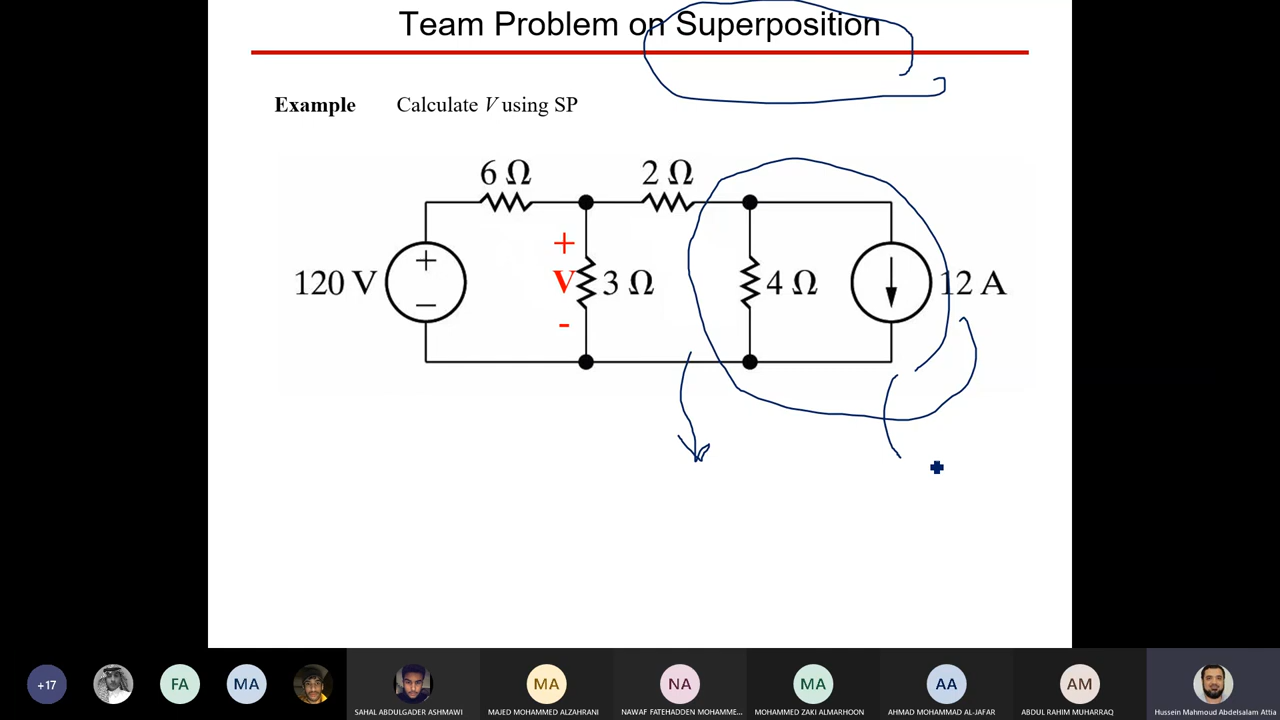 Team Problem on Superposition
Example Calculate V using SP
6 Ω 2 Ω
+
120 V + V 3 Ω 4 Ω 12 A
−
-
+17 FA MA MA NA MA AA AM
SAHAL ABDULGADER ASHMAWI MAJED MOHAMMED ALZAHRANI NAWAF FATEHADDEN MOHAMME... MOHAMMED ZAKI ALMARHOON AHMAD MOHAMMAD AL-JAFAR ABDUL RAHIM MUHARRAQ Hussein Mahmoud Abdelsalam Attia